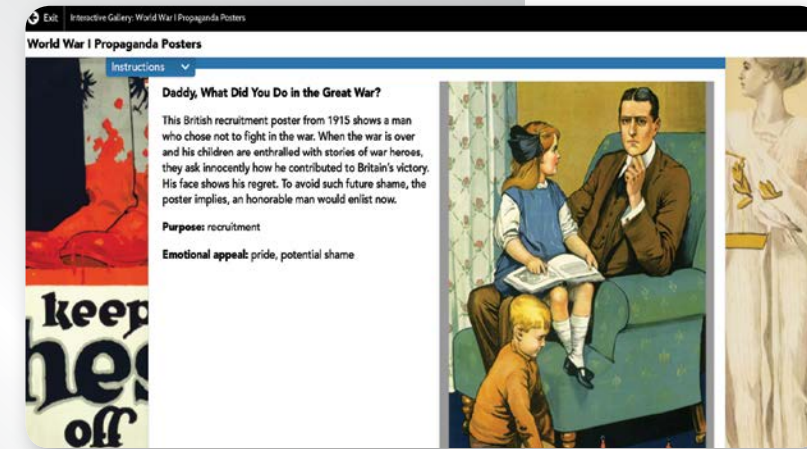 Exit Interactive Gallery: World War I Propaganda Posters
World War I Propaganda Posters
Instructions
Daddy, What Did You Do in the Great War?
This British recruitment poster from 1915 shows a man
who chose not to fight in the war. When the war is over
and his children are enthralled with stories of war heroes,
they ask innocently how he contributed to Britain's victory.
His face shows his regret. To avoid such future shame, the
poster implies, an honorable man would enlist now.
Purpose: recruitment
Emotional appeal: pride, potential shame
keep
hes
off